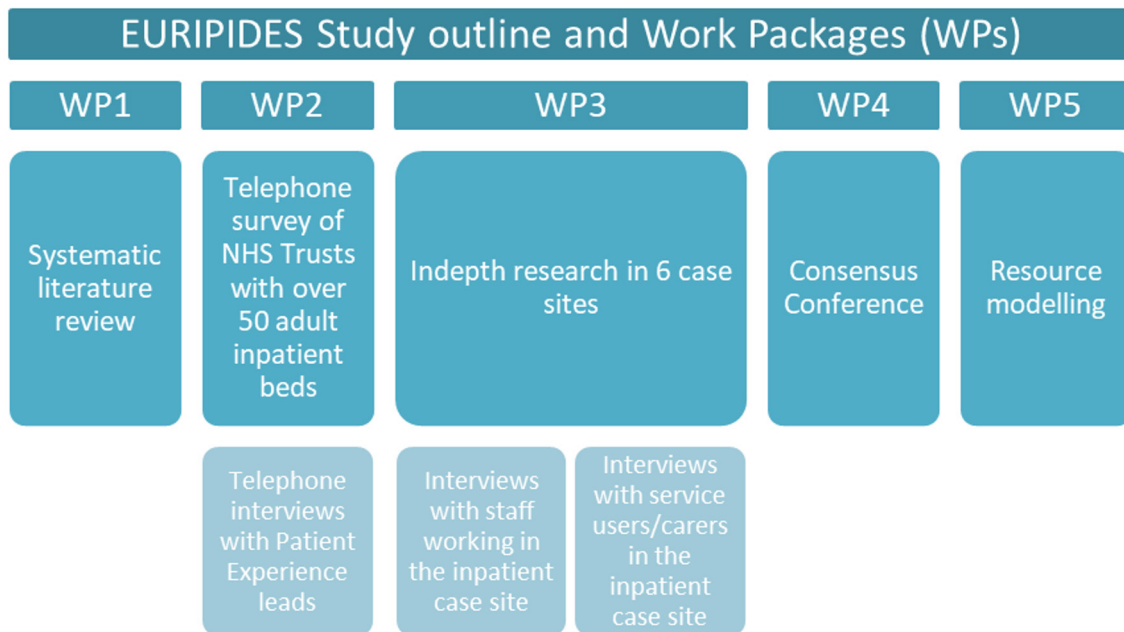 EURIPIDES Study outline and Work Packages (WPs)
WP1
WP2
WP3
WP4
WP5
Systematic
literature
review
Telephone
survey of
NHS Trusts
with over
50 adult
inpatient
beds
Indepth research in 6 case
sites
Consensus
Conference
Resource
modelling
Telephone
interviews
with Patient
Experience
leads
Interviews
with staff
working in
the inpatient
case site
Interviews
with service
users/carers
in the
inpatient
case site